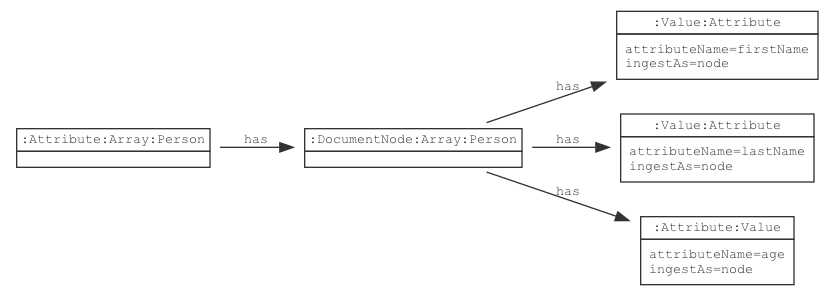 :Value:Attribute
attributeName=firstName
ingestAs=node
has
:Attribute:Array:Person
has
:DocumentNode:Array:Person
has
:Value:Attribute
attributeName=lastName
ingestAs=node
has
:Attribute:Value
attributeName=age
ingestAs=node